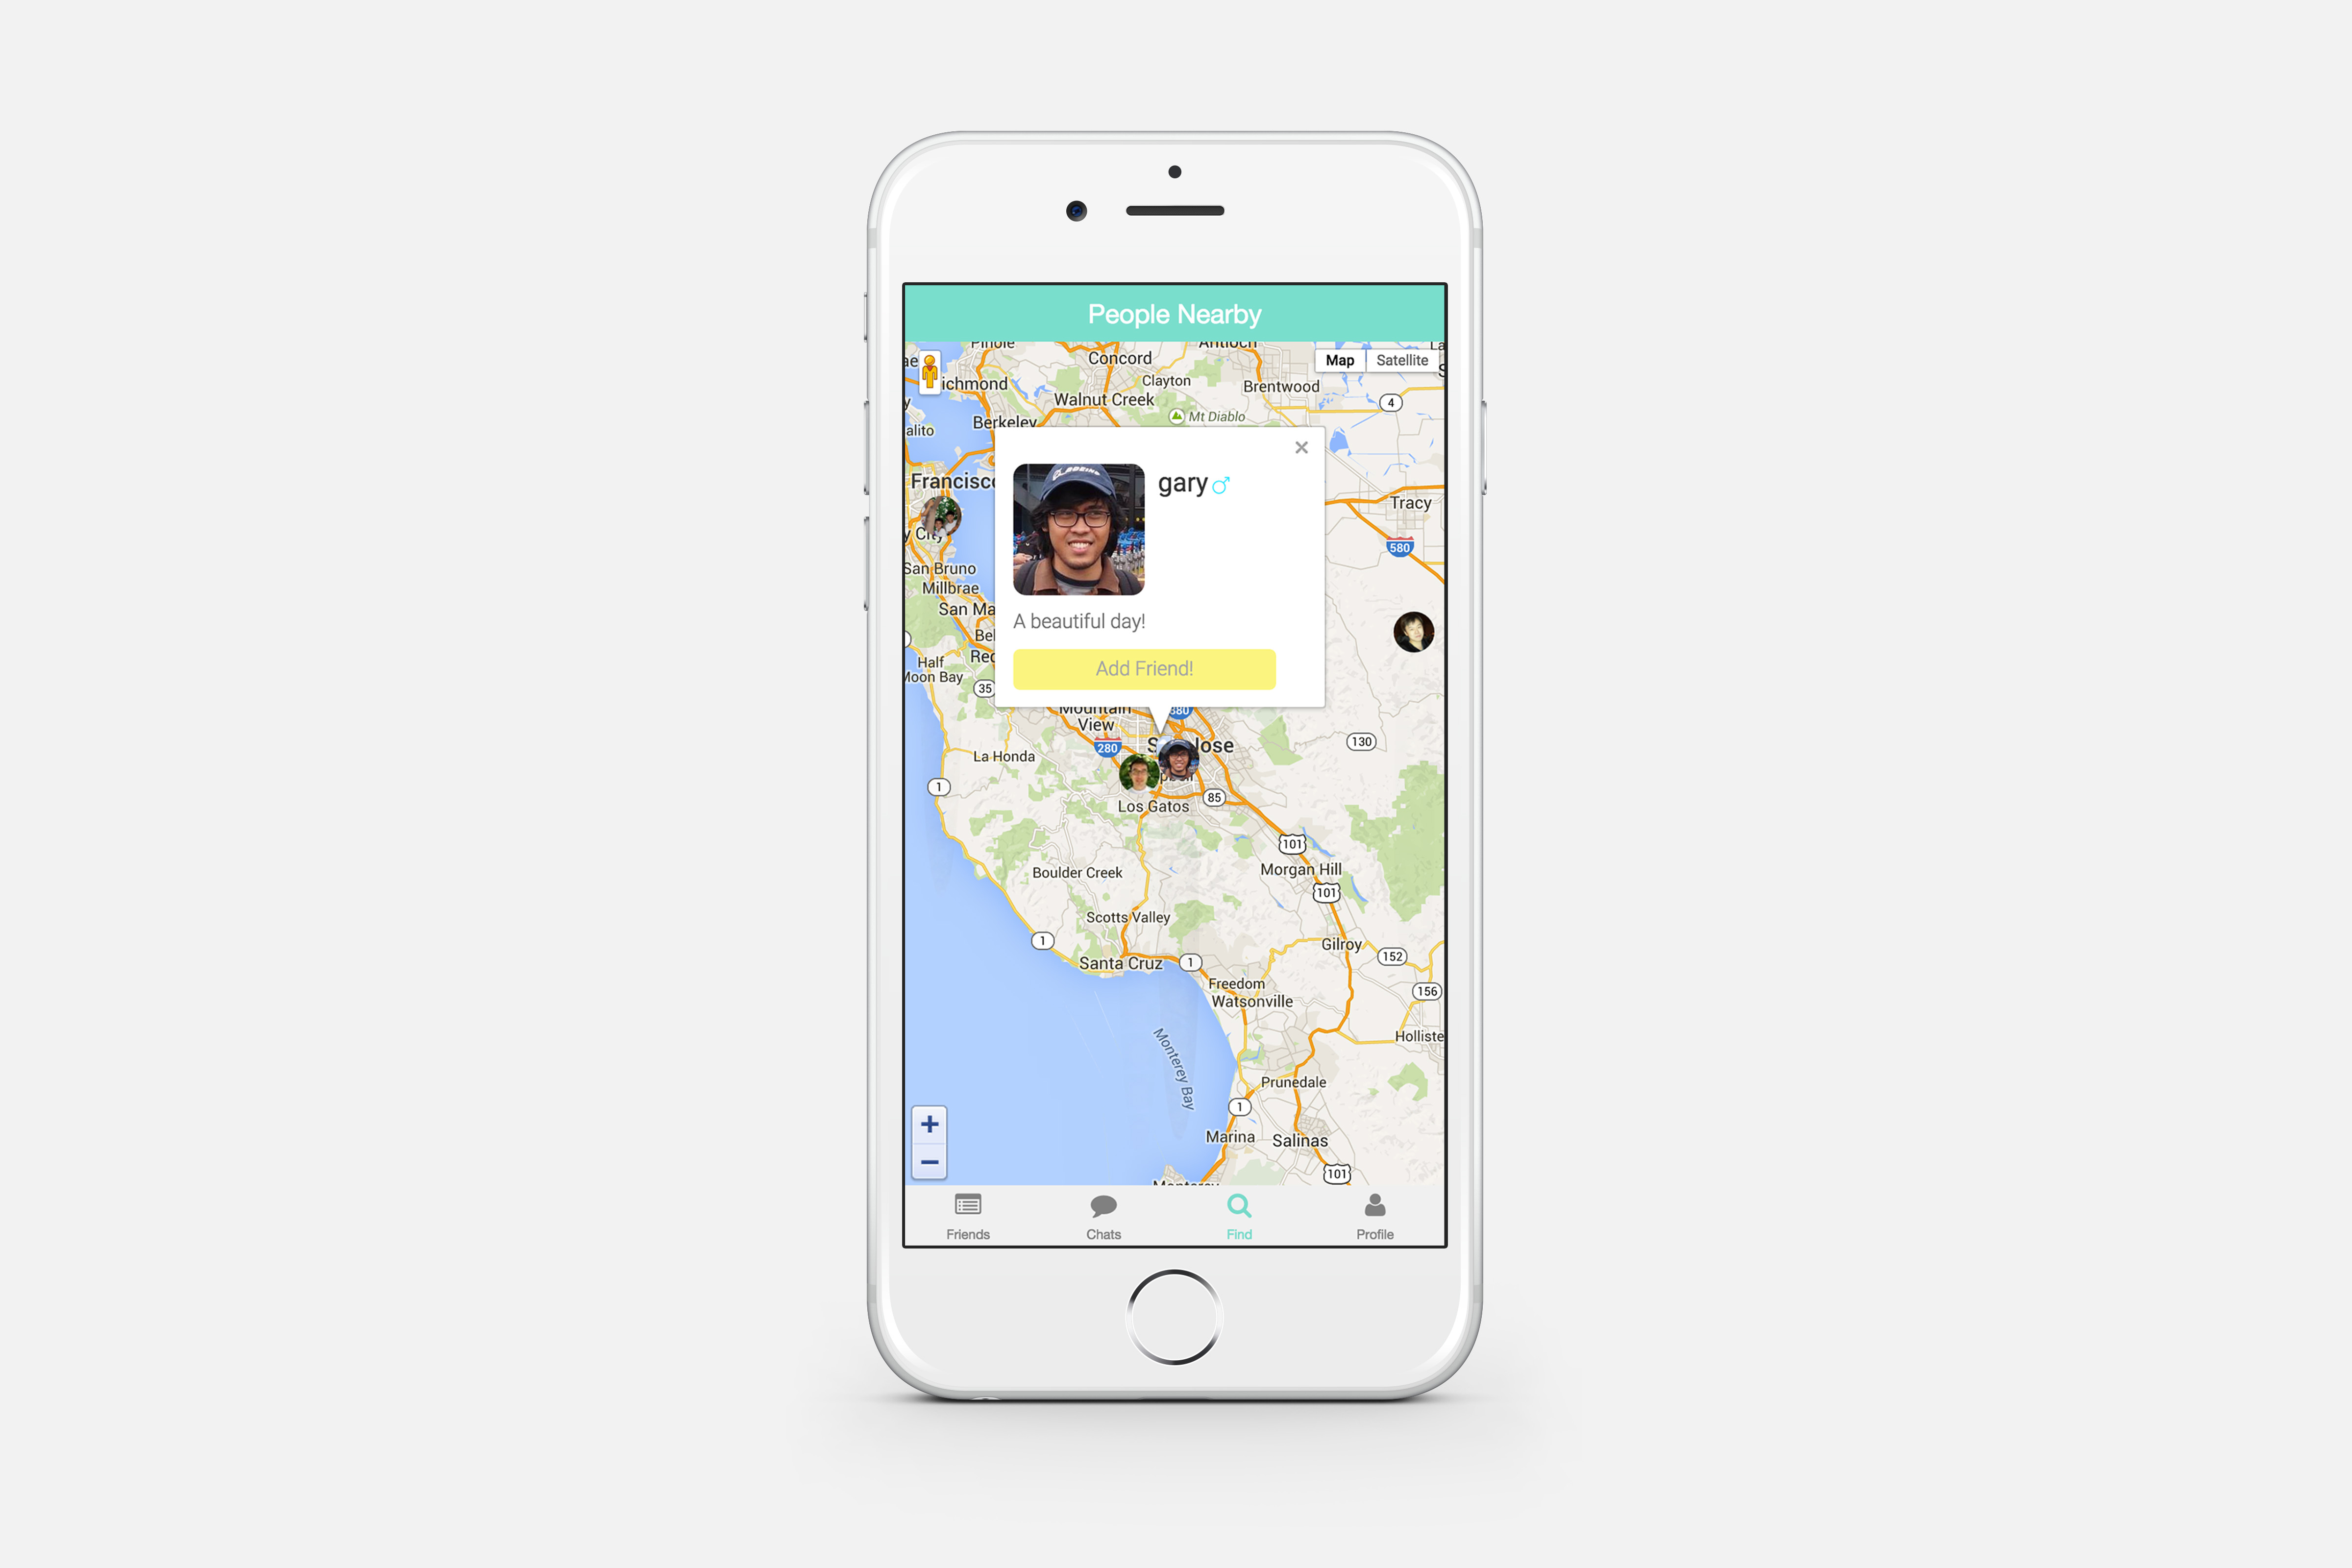 People Nearby
Pinole
Concord
Antioch
Map
Satellite
ichmond
Clayton
Brentwood
Walnut Creek
4
Mt Diablo
Berkeley
alito
Francisco
gary
Tracy
y City
580
San Bruno
Millbrae
San Ma
A beautiful day!
Bel
Red
Half
Moon Bay
Add Friend!
35
Mountain
View
880
280
130
La Honda
1
Los Gatos
85
101
Boulder Creek
Morgan Hill
101
Scotts Valley
1
Gilroy
152
Santa Cruz
1
Freedom
156
Watsonville
Holliste
Monterey Bay
Prunedale
1
Marina
Salinas
101
Monterey
Friends
Chats
Find
Profile